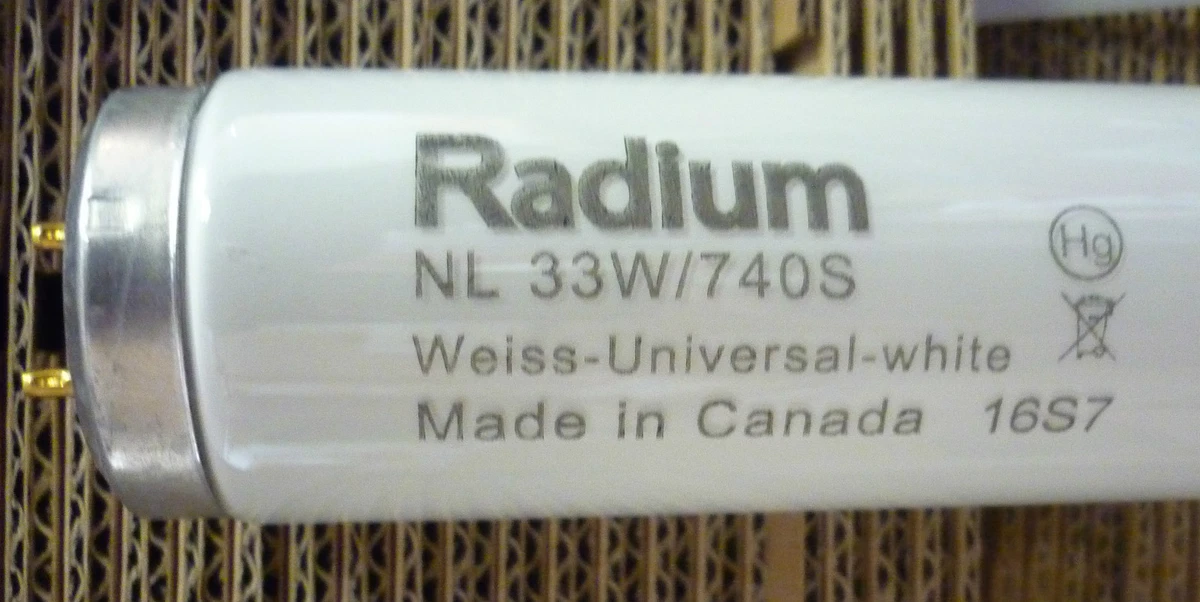 Radium
NL 33W/740S
Hg
Weiss-Universal-white
Made in Canada 16S7